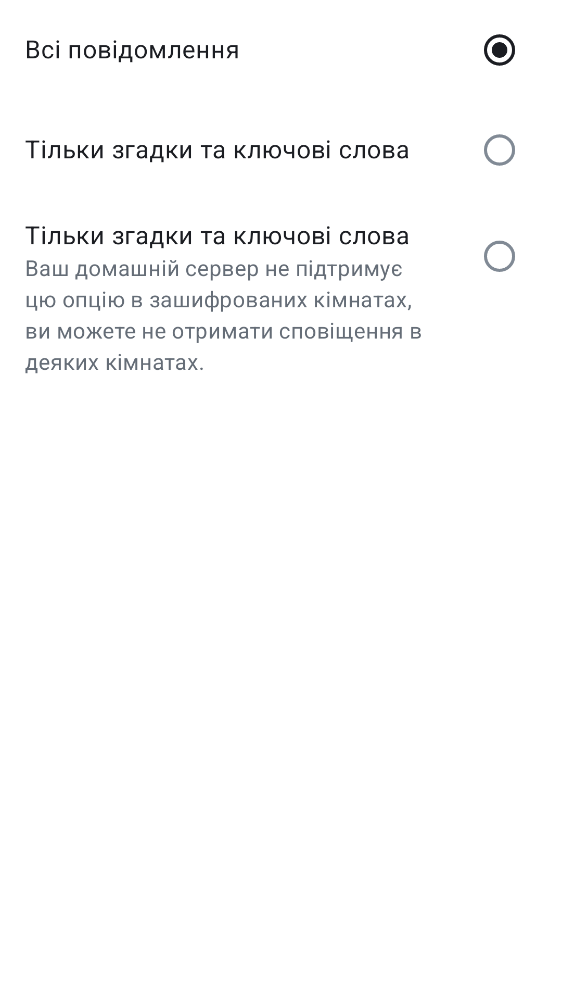 Всі повідомлення
Тільки згадки та ключові слова
Тільки згадки та ключові слова
Ваш домашній сервер не підтримує
цю опцію в зашифрованих кімнатах,
ви можете не отримати сповіщення в
деяких кімнатах.